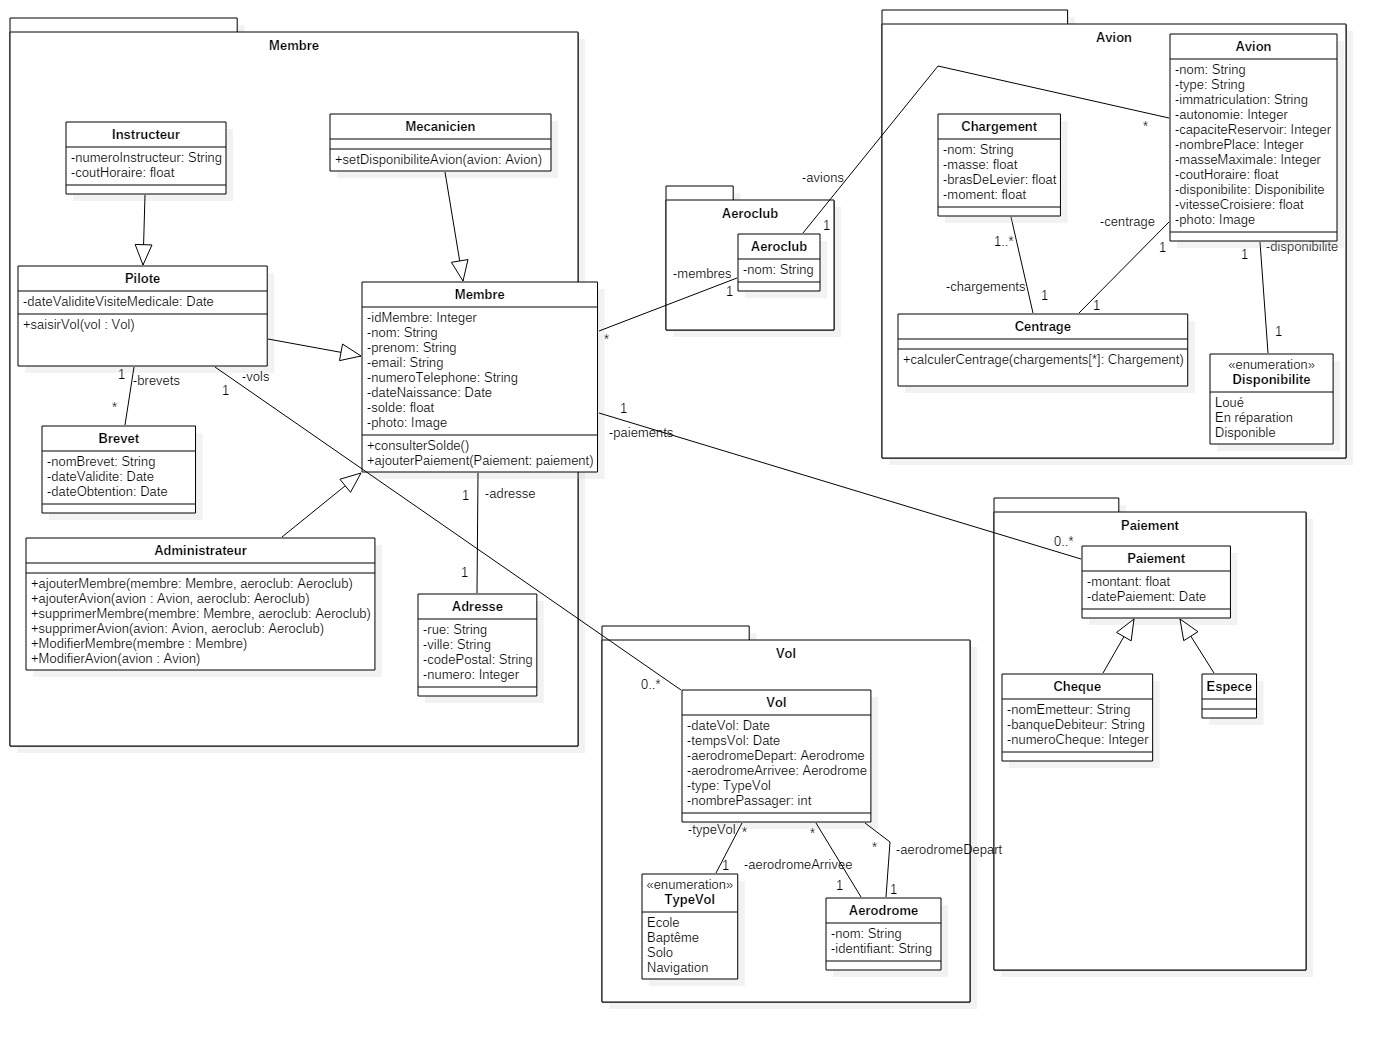 Membre
Instructeur
-numeroInstructeur: String
-coutHoraire: float
Mecanicien
+setDisponibiliteAvion(avion: Avion)
Pilote
-dateValiditeVisiteMedicale: Date
+saisirVol(vol : Vol)
Membre
-idMembre: Integer
-nom: String
-prenom: String
-email: String
-numeroTelephone: String
-dateNaissance: Date
-solde: float
-photo: Image
+consulterSolde()
+ajouterPaiement(Paiement: paiement)
1
-brevets
*
-vols
1
Brevet
-nomBrevet: String
-dateValidite: Date
-dateObtention: Date
Administrateur
+ajouterMembre(membre: Membre, aeroclub: Aeroclub)
+ajouterAvion(avion : Avion, aeroclub: Aeroclub)
+supprimerMembre(membre: Membre, aeroclub: Aeroclub)
+supprimerAvion(avion: Avion, aeroclub: Aeroclub)
+ModifierMembre(membre : Membre)
+ModifierAvion(avion : Avion)
1
-adresse
1
Adresse
-rue: String
-ville: String
-codePostal: String
-numero: Integer
Aeroclub
Aeroclub
-nom: String
-avions
1
*
-membres
1
*
Avion
Avion
-nom: String
-type: String
-immatriculation: String
-autonomie: Integer
-capaciteReservoir: Integer
-nombrePlace: Integer
-masseMaximale: Integer
-coutHoraire: float
-disponibilite: Disponibilite
-vitesseCroisiere: float
-photo: Image
Chargement
-nom: String
-masse: float
-brasDeLevier: float
-moment: float
1..*
-chargements
1
-centrage
1
1
1
-disponibilite
1
Centrage
+calculerCentrage(chargements[*]: Chargement)
«enumeration»
Disponibilite
Loué
En réparation
Disponible
1
-paiements
0..*
Paiement
Paiement
-montant: float
-datePaiement: Date
Cheque
-nomEmetteur: String
-banqueDebiteur: String
-numeroCheque: Integer
Espece
Vol
0..*
Vol
-dateVol: Date
-tempsVol: Date
-aerodromeDepart: Aerodrome
-aerodromeArrivee: Aerodrome
-type: TypeVol
-nombrePassager: int
-typeVol
*
1
*
-aerodromeArrivee
1
*
-aerodromeDepart
1
«enumeration»
TypeVol
Ecole
Baptême
Solo
Navigation
Aerodrome
-nom: String
-identifiant: String